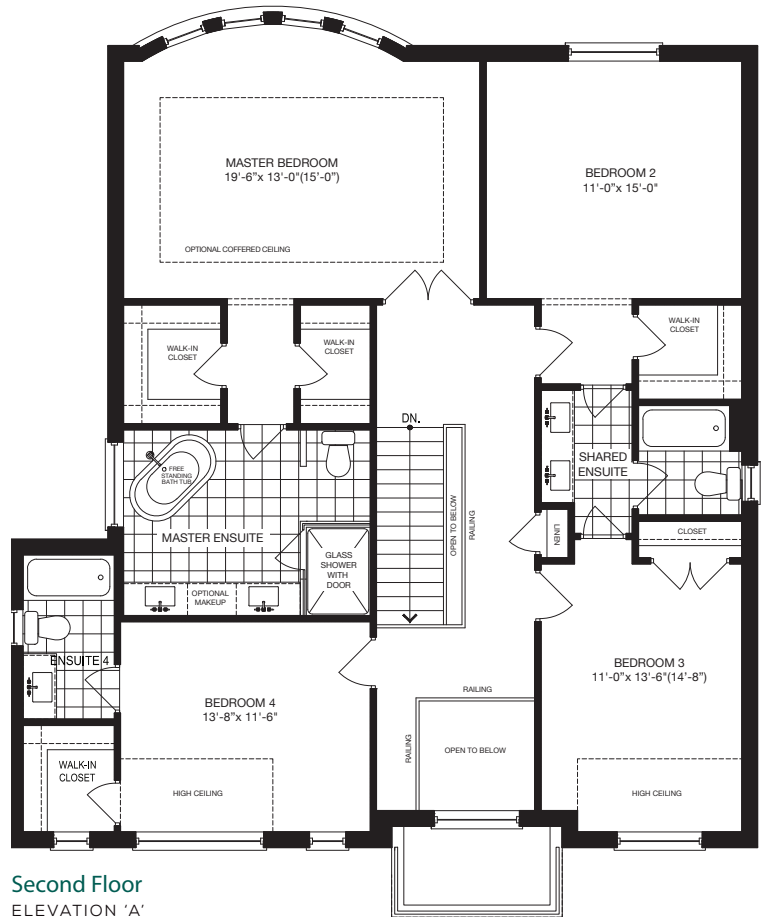 MASTER BEDROOM
19'-6”x 13'-0"(15'-0”)
OPTIONAL COFFERED CEILING
BEDROOM 2
11'-0”x 15'-0"
WALK-IN
CLOSET
WALK-IN
CLOSET
WALK-IN
CLOSET
DN.
FREE
STANDING
BATH TUB
MASTER ENSUITE
GLASS
SHOWER
WITH
DOOR
OPTIONAL
MAKEUP
OPEN TO BELOW
RAILING
SHARED
ENSUITE
LINEN
CLOSET
ENSUITE 4
BEDROOM 4
13'-8”x 11'-6"
HIGH CEILING
WALK-IN
CLOSET
RAILING
RAILING
OPEN TO BELOW
BEDROOM 3
11'-0”x 13'-6"(14'-8”)
HIGH CEILING
Second Floor
ELEVATION ‘A’